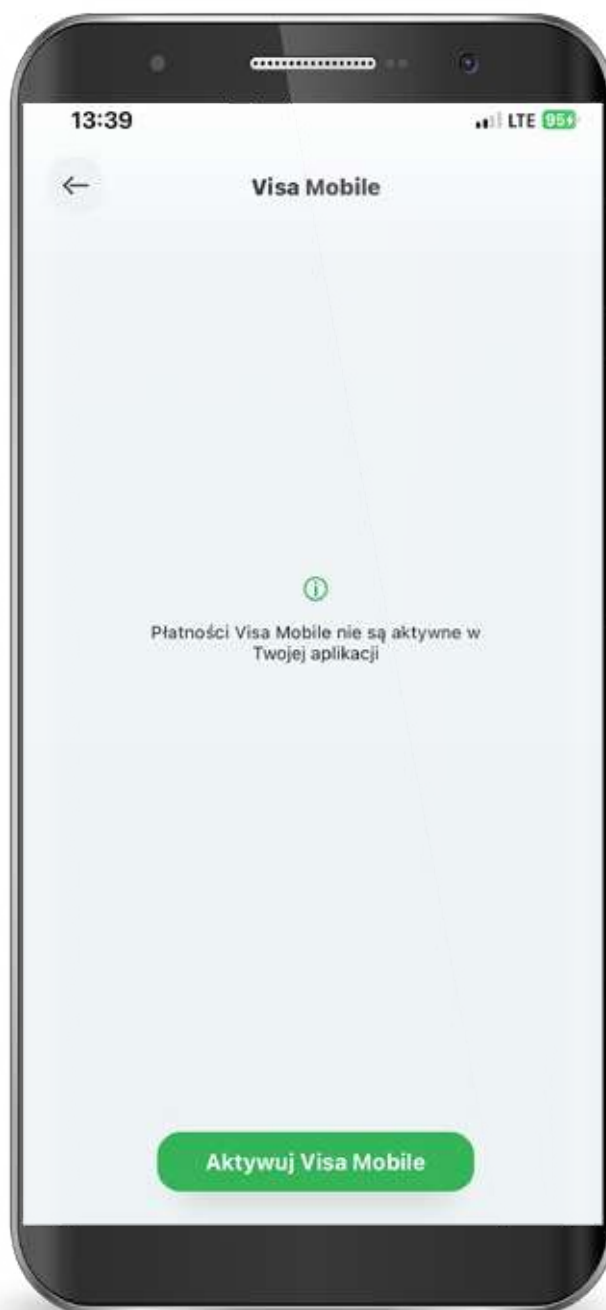 13:39
LTE 95
Visa Mobile
Płatności Visa Mobile nie są aktywne w
Twojej aplikacji
Aktywuj Visa Mobile